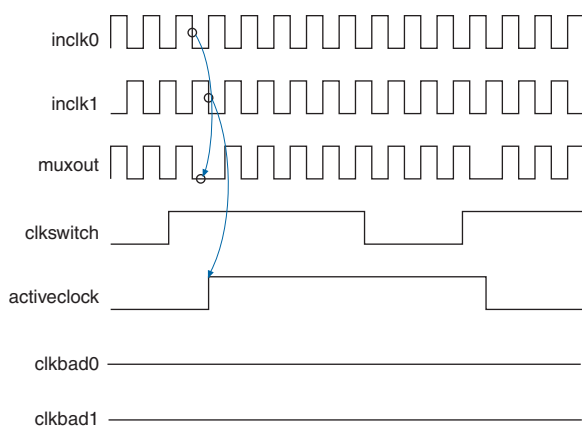 inclk0
inclk1
muxout
clkswitch
activeclock
clkbad0
clkbad1